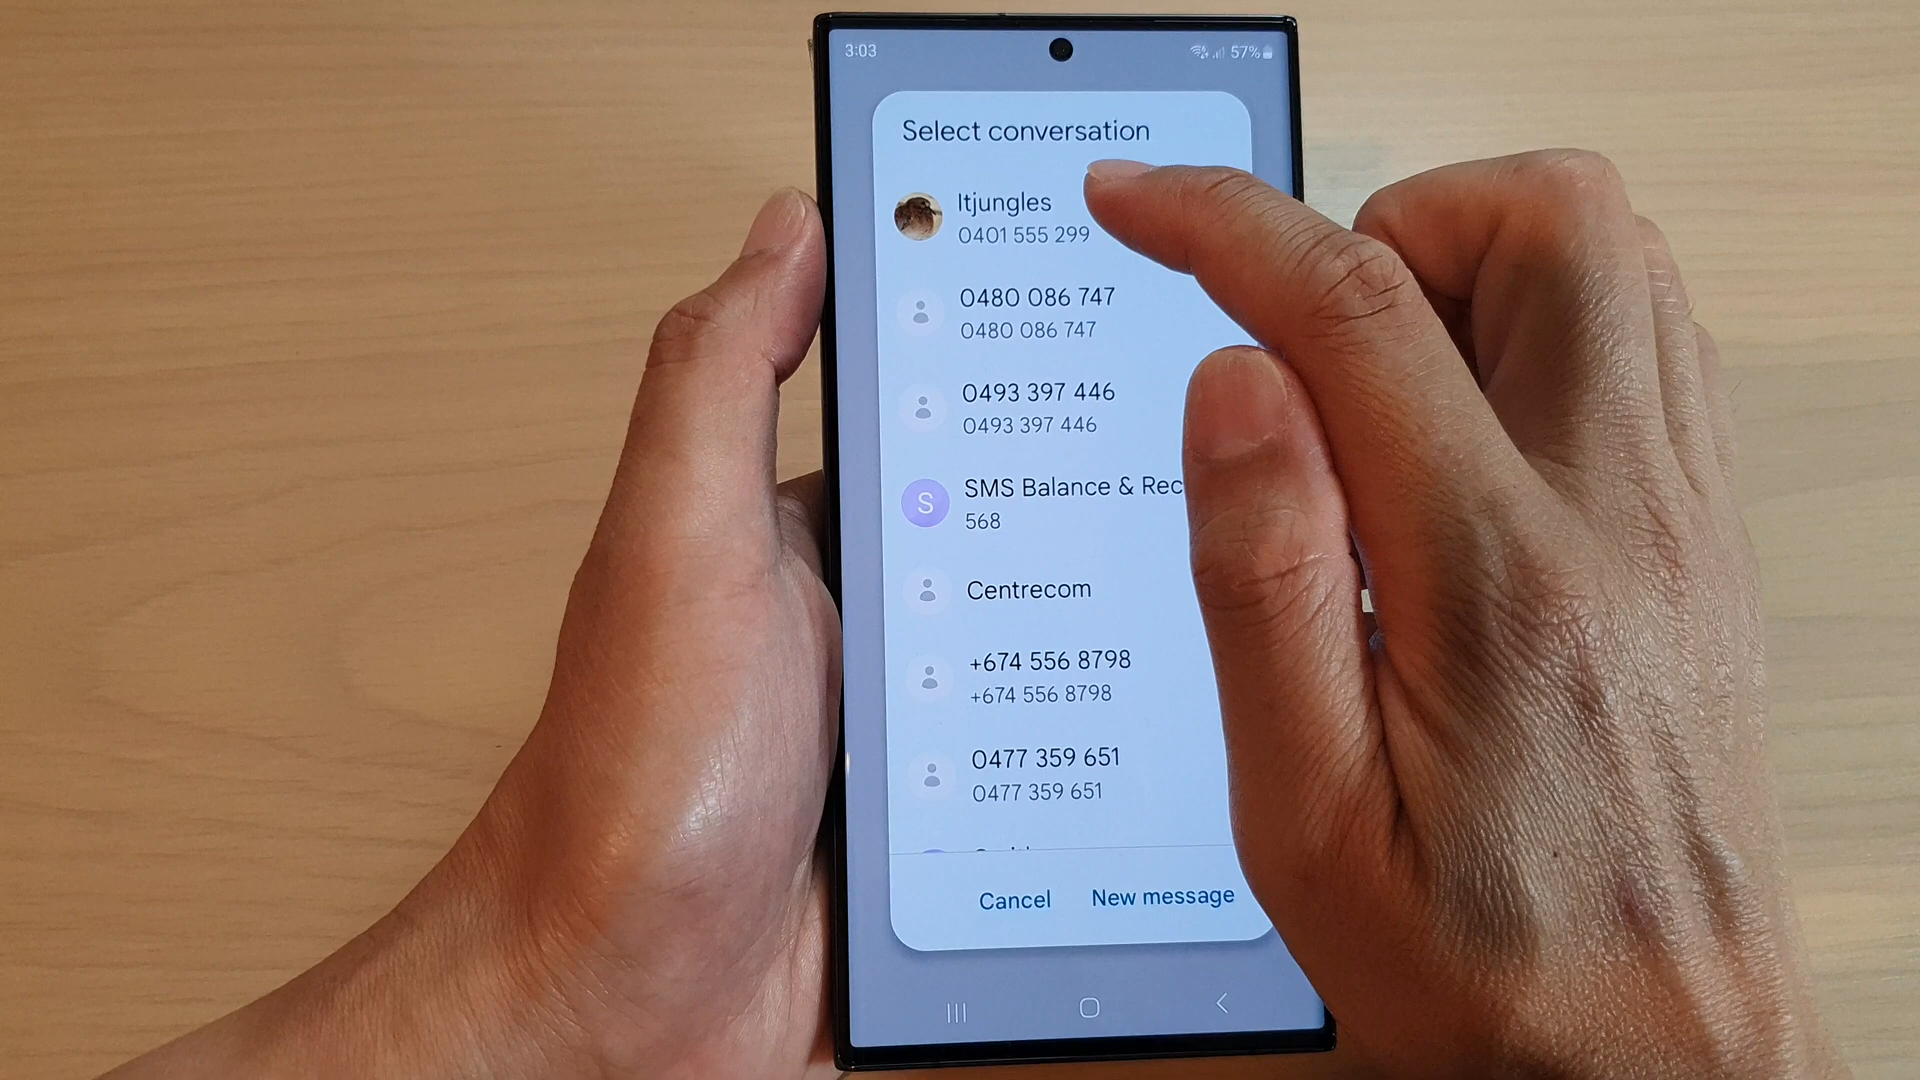 3:03
57%
Select conversation
Itjungles
0401 555 299
0480 086 747
0480 086 747
0493 397 446
0493 397 446
S
SMS Balance & Rec
568
Centrecom
+674 556 8798
+674 556 8798
0477 359 651
0477 359 651
Cancel
New message